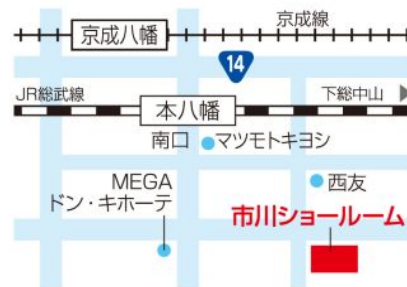 京成線
京成八幡
14
JR総武線
下総中山
本八幡
南口
マツモトキヨシ
MEGA
ドン・キホーテ
西友
市川ショールーム